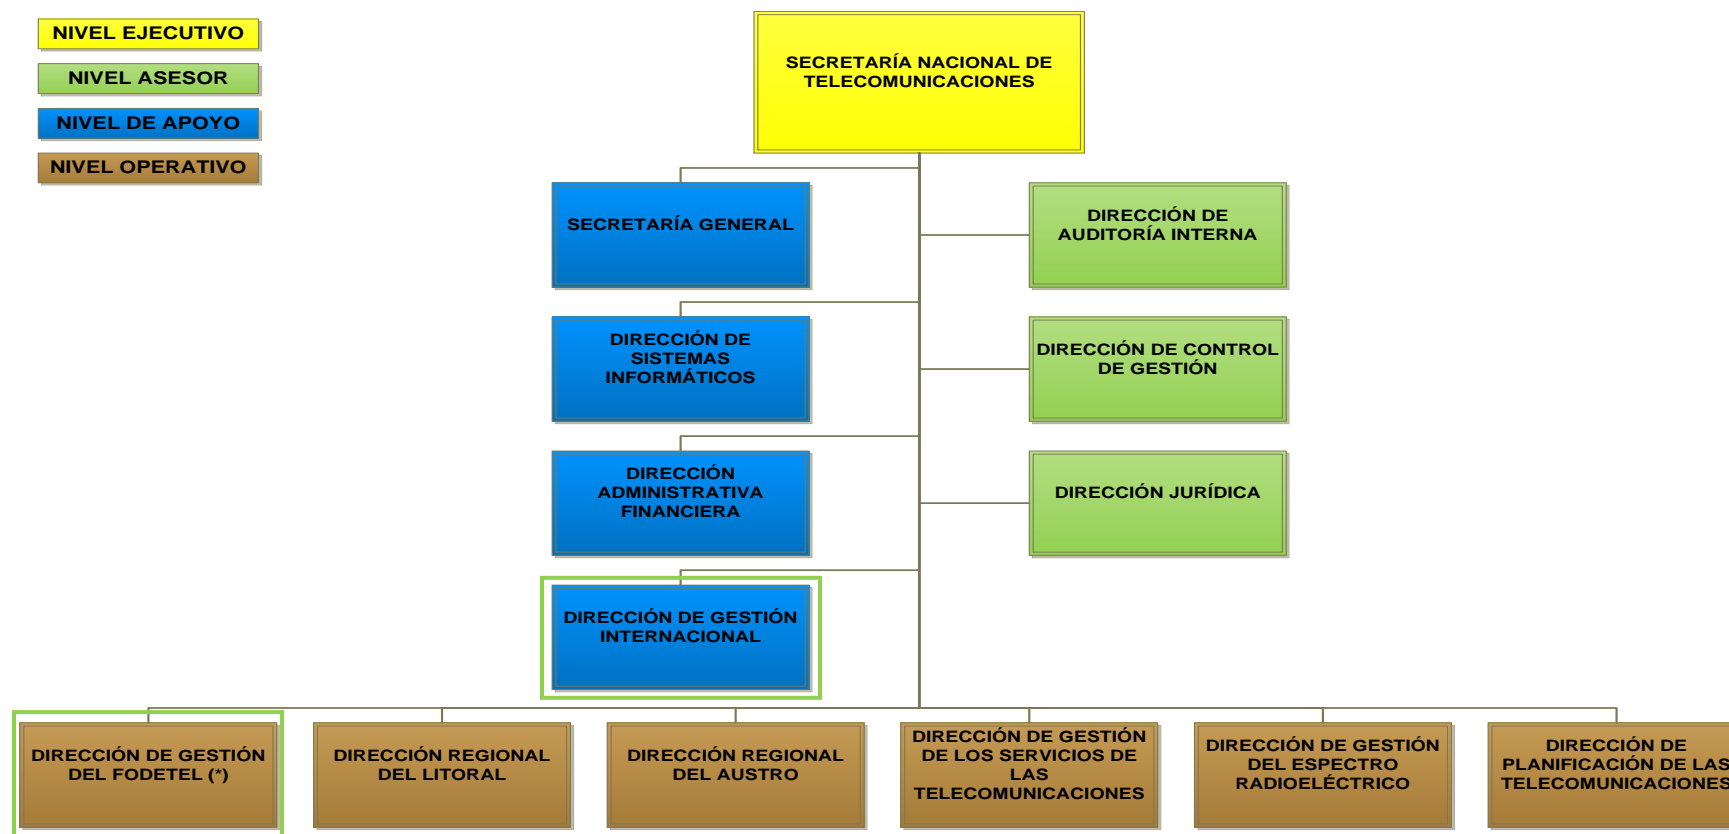 NIVEL EJECUTIVO
NIVEL ASESOR
NIVEL DE APOYO
NIVEL OPERATIVO
SECRETARÍA NACIONAL DE
TELECOMUNICACIONES
SECRETARÍA GENERAL
DIRECCIÓN DE
AUDITORÍA INTERNA
DIRECCIÓN DE
SISTEMAS
INFORMÁTICOS
DIRECCIÓN DE CONTROL
DE GESTIÓN
DIRECCIÓN
ADMINISTRATIVA
FINANCIERA
DIRECCIÓN JURÍDICA
DIRECCIÓN DE GESTIÓN
INTERNACIONAL
DIRECCIÓN DE GESTIÓN
DEL FODETEL (*)
DIRECCIÓN REGIONAL
DEL LITORAL
DIRECCIÓN REGIONAL
DEL AUSTRO
DIRECCIÓN DE GESTIÓN
DE LOS SERVICIOS DE
LAS
TELECOMUNICACIONES
DIRECCIÓN DE GESTIÓN
DEL ESPECTRO
RADIOELÉCTRICO
DIRECCIÓN DE
PLANIFICACIÓN DE LAS
TELECOMUNICACIONES